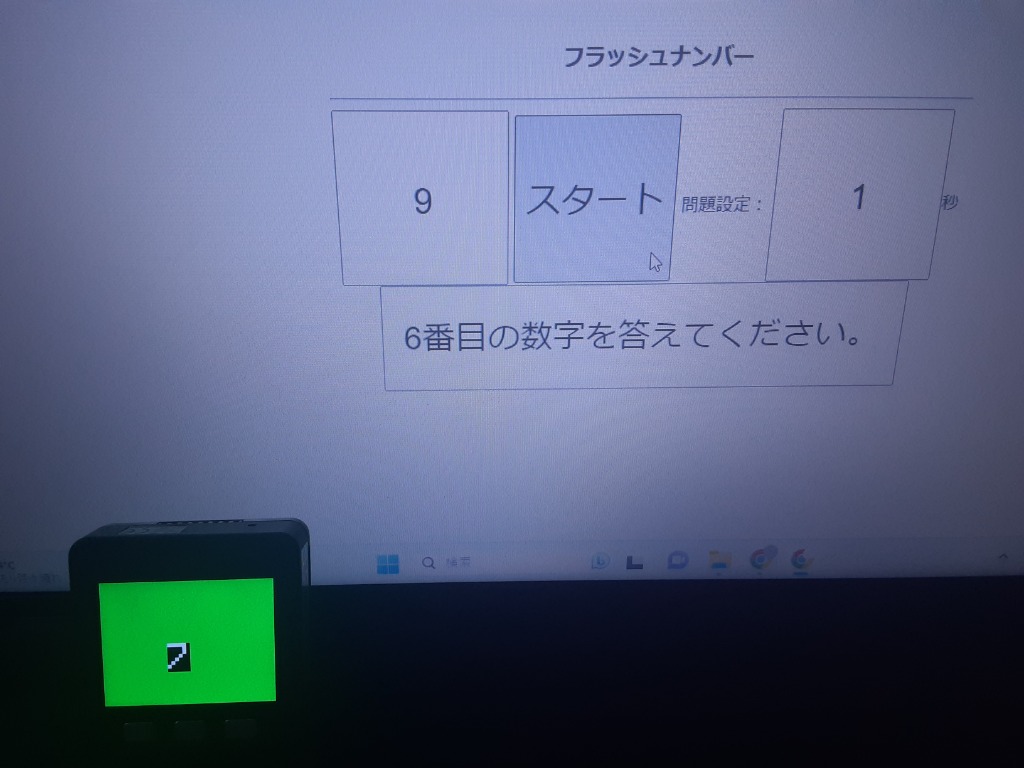 フラッシュナンバー
9 スタート 問題設定： 1 秒
6番目の数字を答えてください。
検索
7